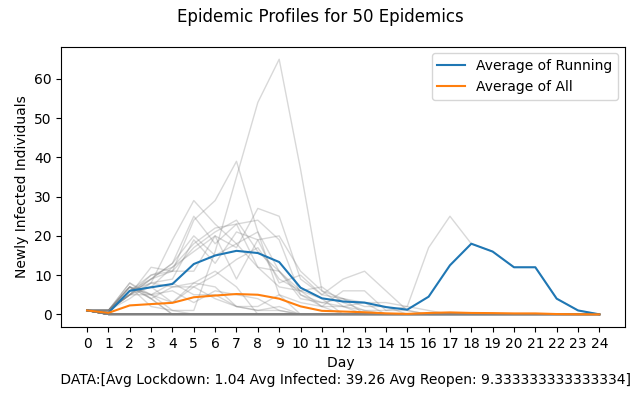 Epidemic Profiles for 50 Epidemics
Average of Running
Average of All
Newly Infected Individuals
60
50
40
30
20
10
0
0 1 2 3 4 5 6 7 8 9 10 11 12 13 14 15 16 17 18 19 20 21 22 23 24
Day
DATA:[Avg Lockdown: 1.04 Avg Infected: 39.26 Avg Reopen: 9.333333333333334]